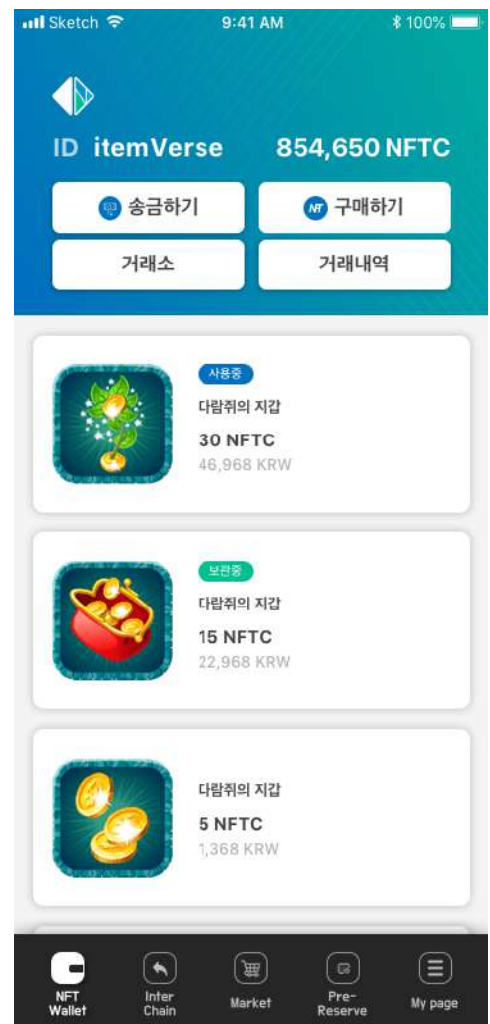 Sketch 9:41 AM 100%
ID itemVerse 854,650 NFTC
송금하기 구매하기
거래소 거래내역
사용중
다람쥐의 지갑
30 NFTC
46,968 KRW
보관중
다람쥐의 지갑
15 NFTC
22,968 KRW
다람쥐의 지갑
5 NFTC
1,368 KRW
NFT Wallet
Inter Chain
Market
Pre-Reserve
My page